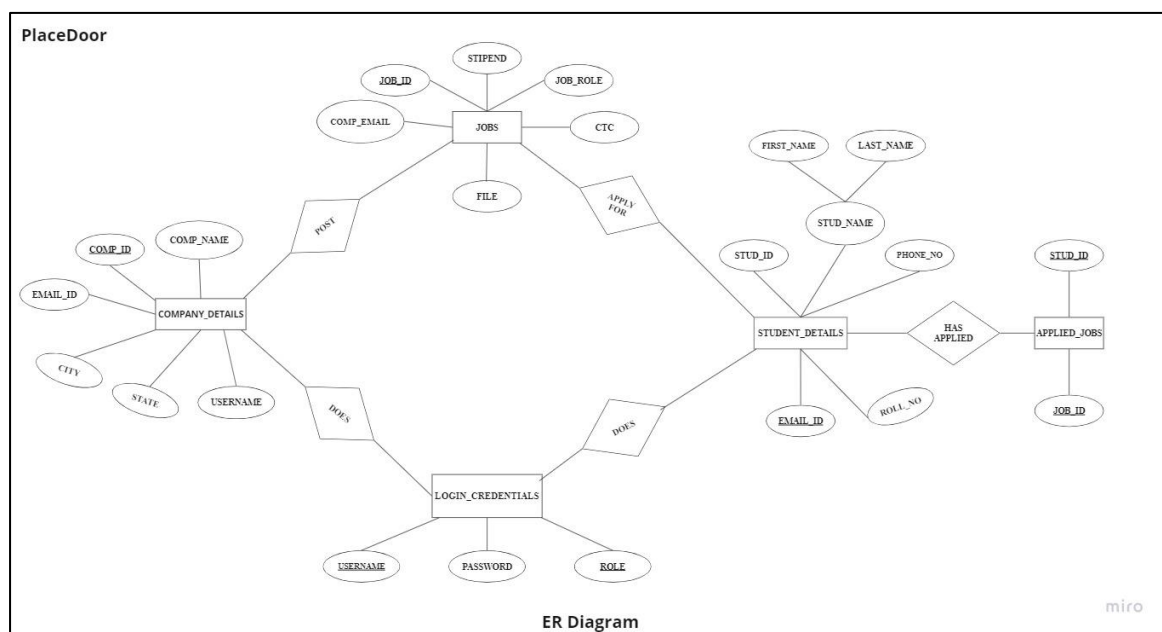 PlaceDoor
STIPEND
JOB_ID
JOB_ROLE
COMP_EMAIL
JOBS
CTC
FIRST_NAME
LAST_NAME
FILE
APPLY
FOR
POST
STUD_NAME
COMP_NAME
COMP_ID
STUD_ID
PHONE_NO
STUD_ID
EMAIL_ID
COMPANY_DETAILS
STUDENT_DETAILS
HAS
APPLIED
APPLIED_JOBS
CITY
STATE
USERNAME
DOES
DOES
EMAIL_ID
ROLL_NO
JOB_ID
LOGIN_CREDENTIALS
USERNAME
PASSWORD
ROLE
miro
ER Diagram